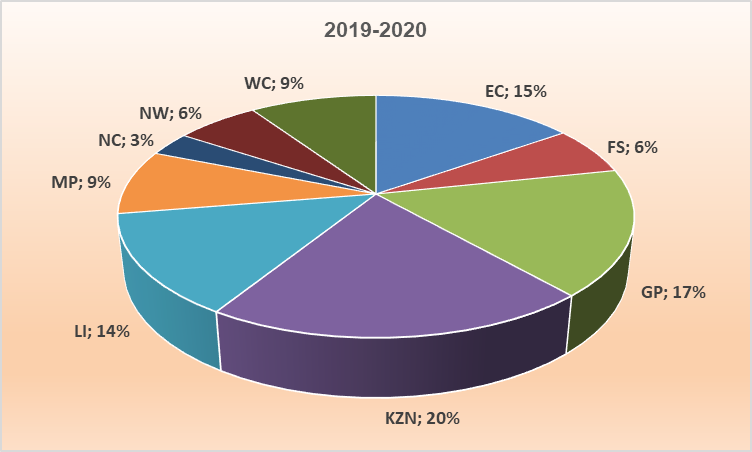 2019-2020
EC; 15%
FS; 6%
GP; 17%
KZN; 20%
LI; 14%
MP; 9%
NC; 3%
NW; 6%
WC; 9%